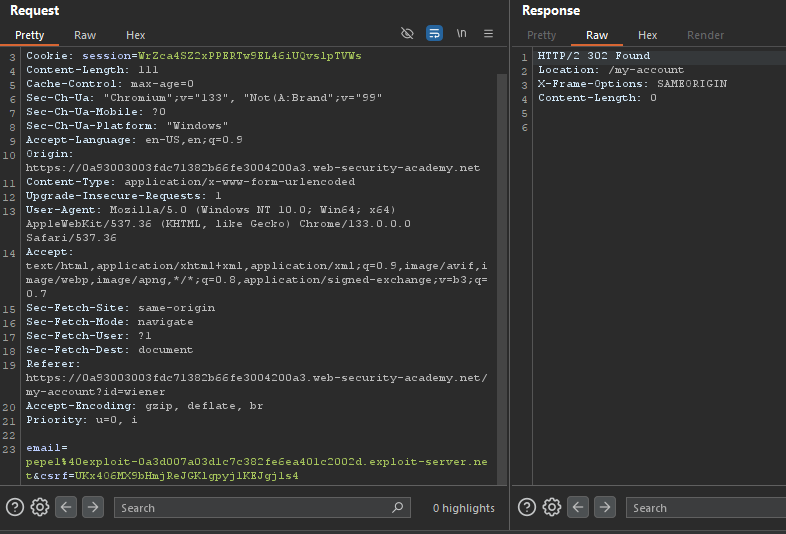 Request
Response
Pretty Raw Hex
\n
Pretty Raw Hex Render
3 Cookie: session=WrZca4SZ2xPPERTw9EL46iUQvslpTVWs
4 Content-Length: 111
5 Cache-Control: max-age=0
6 Sec-Ch-Ua: "Chromium";v="133", "Not(A:Brand";v="99"
7 Sec-Ch-Ua-Mobile: ?0
8 Sec-Ch-Ua-Platform: "Windows"
9 Accept-Language: en-US,en;q=0.9
10 Origin:
https://0a93003003fdc71382b66fe3004200a3.web-security-academy.net
11 Content-Type: application/x-www-form-urlencoded
12 Upgrade-Insecure-Requests: 1
13 User-Agent: Mozilla/5.0 (Windows NT 10.0; Win64; x64)
AppleWebKit/537.36 (KHTML, like Gecko) Chrome/133.0.0.0
Safari/537.36
14 Accept:
text/html,application/xhtml+xml,application/xml;q=0.9,image/avif,i
mage/webp,image/apng,*/*;q=0.8,application/signed-exchange;v=b3;q=
0.7
15 Sec-Fetch-Site: same-origin
16 Sec-Fetch-Mode: navigate
17 Sec-Fetch-User: ?1
18 Sec-Fetch-Dest: document
19 Referer:
https://0a93003003fdc71382b66fe3004200a3.web-security-academy.net/
my-account?id=wiener
20 Accept-Encoding: gzip, deflate, br
21 Priority: u=0, i
22
23 email=
pepe1%40exploit-0a3d007a03d1c7c382fe6ea401c2002d.exploit-server.ne
t&csrf=UKx406MX9bHmjReJGKlgpyjlKEJgjls4
1 HTTP/2 302 Found
2 Location: /my-account
3 X-Frame-Options: SAMEORIGIN
4 Content-Length: 0
5
6
Search
0 highlights
Search